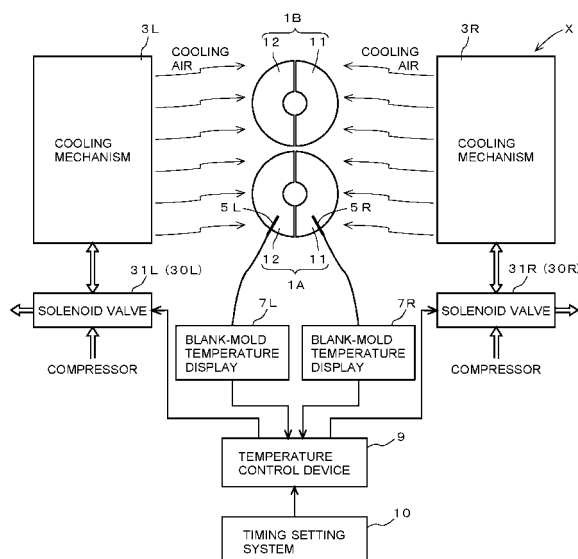 3L
1B
3R
X
COOLING
AIR
12
11
COOLING
AIR
COOLING
MECHANISM
COOLING
MECHANISM
5L
5R
12
11
1A
31L (30L)
31R (30R)
7L
7R
SOLENOID VALVE
SOLENOID VALVE
BLANK-MOLD
TEMPERATURE
DISPLAY
BLANK-MOLD
TEMPERATURE
DISPLAY
COMPRESSOR
COMPRESSOR
9
TEMPERATURE
CONTROL DEVICE
10
TIMING SETTING
SYSTEM